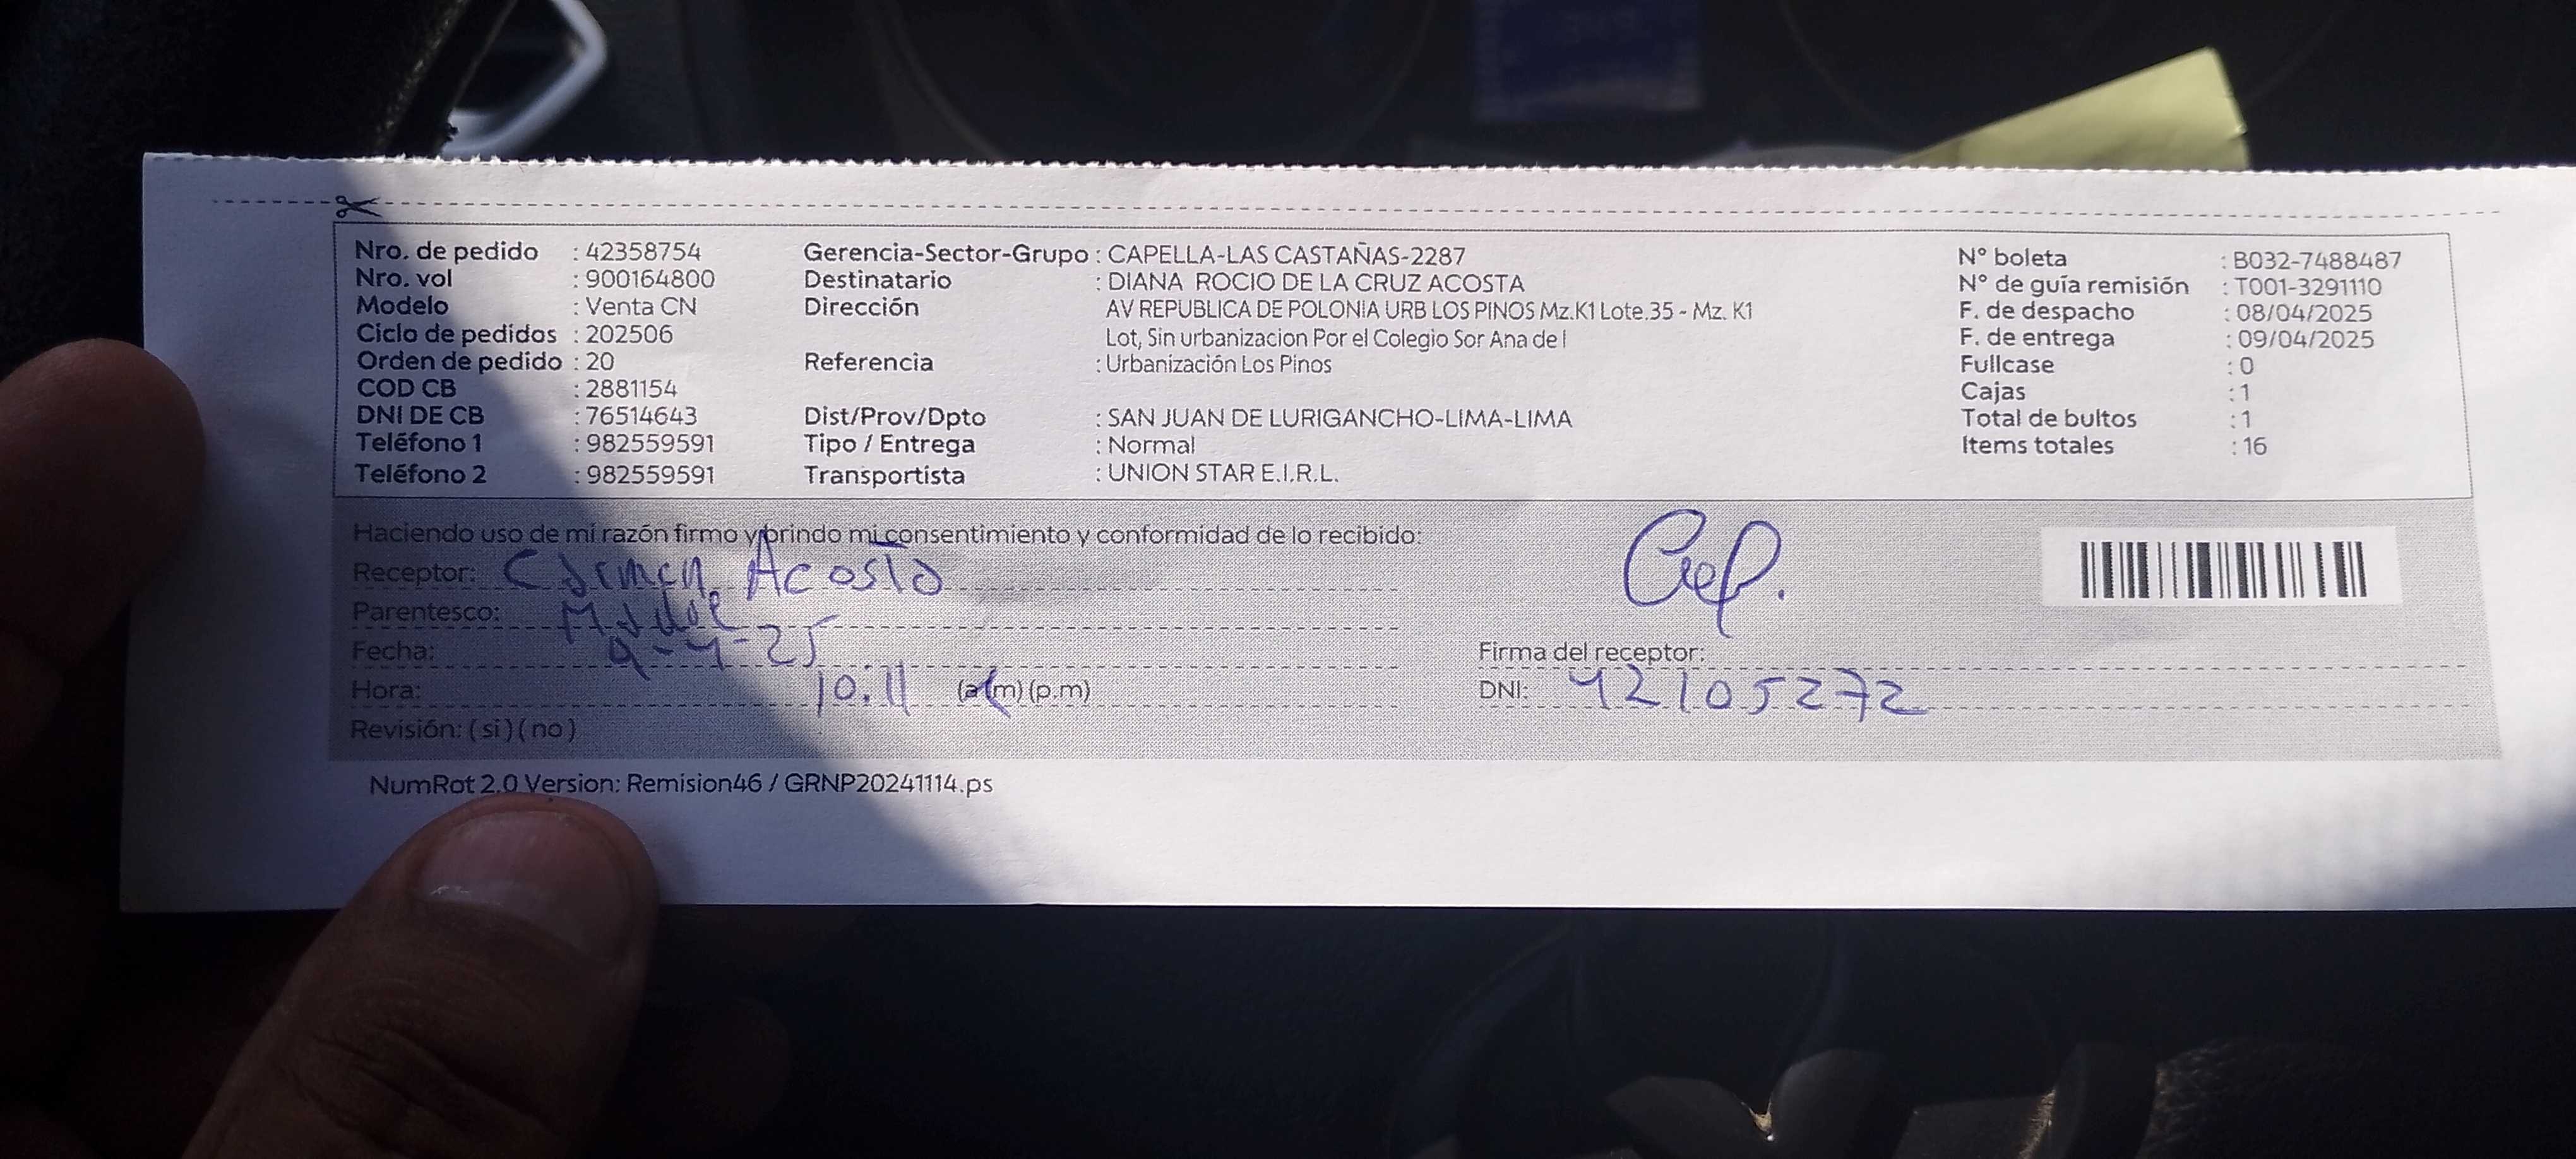 Nro. de pedido : 42358754 Gerencia-Sector-Grupo : CAPELLA-LAS CASTAÑAS-2287 N° boleta : B032-7488487
Nro. vol : 900164800 Destinatario : DIANA ROCIO DE LA CRUZ ACOSTA N° de guía remisión : T001-3291110
Modelo : Venta CN Dirección AV REPUBLICA DE POLONIA URB LOS PINOS Mz.K1 Lote.35 - Mz. K1 F. de despacho : 08/04/2025
Ciclo de pedidos : 202506 Lot, Sin urbanizacion Por el Colegio Sor Ana de l F. de entrega : 09/04/2025
Orden de pedido : 20 Referencia : Urbanización Los Pinos Fullcase : 0
COD CB : 2881154 Cajas : 1
DNI DE CB : 76514643 Dist/Prov/Dpto : SAN JUAN DE LURIGANCHO-LIMA-LIMA Total de bultos : 1
Teléfono 1 : 982559591 Tipo / Entrega : Normal Items totales : 16
Teléfono 2 : 982559591 Transportista : UNION STAR E.I.R.L.
Haciendo uso de mi razón firmo y brindo mi consentimiento y conformidad de lo recibido:
Receptor: Carmen Acosta
Parentesco: Madre
Fecha: 9-4-25 Firma del receptor:
Hora: 10.11 (a.m) (p.m) DNI: 42105272
Revisión: ( si ) ( no )
NumRot 2.0 Version: Remision46 / GRNP20241114.ps